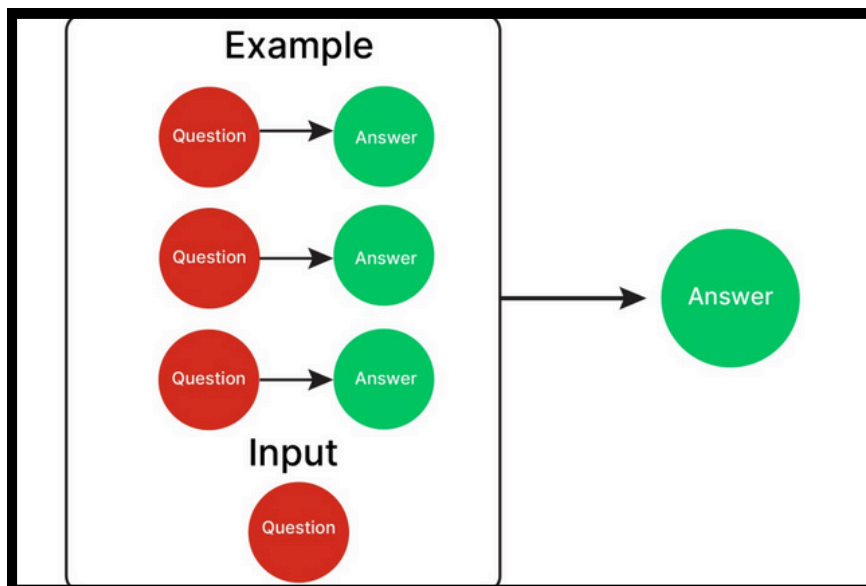 Example
Question Answer
Question Answer
Question Answer
Answer
Input
Question